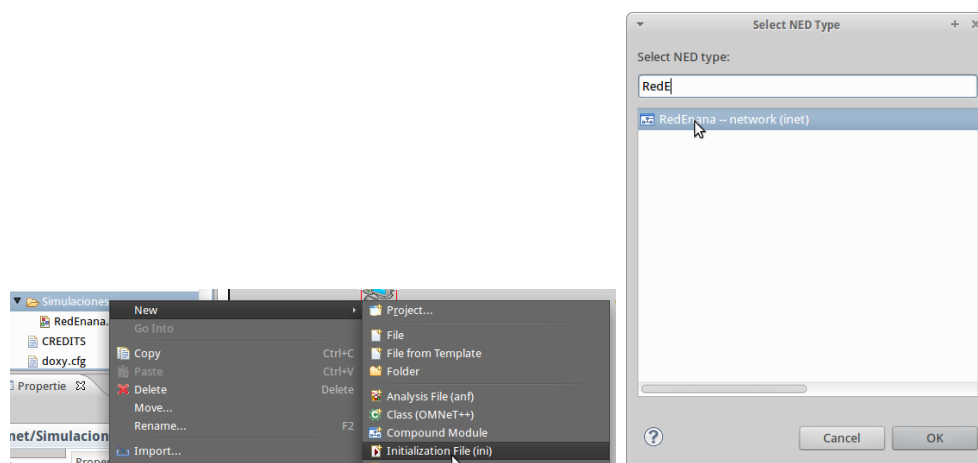 Select NED Type
Select NED type:
RedE
RedEnana -- network (inet)
Cancel
OK
Simulaciones
RedEnana.
CREDITS
doxy.cfg
Propertie
net/Simulacion
Proper
New
Go Into
Copy Ctrl+C
Paste Ctrl+V
Delete Delete
Move...
Rename... F2
Import...
Project...
File
File from Template
Folder
Analysis File (anf)
Class (OMNeT++)
Compound Module
Initialization File (ini)